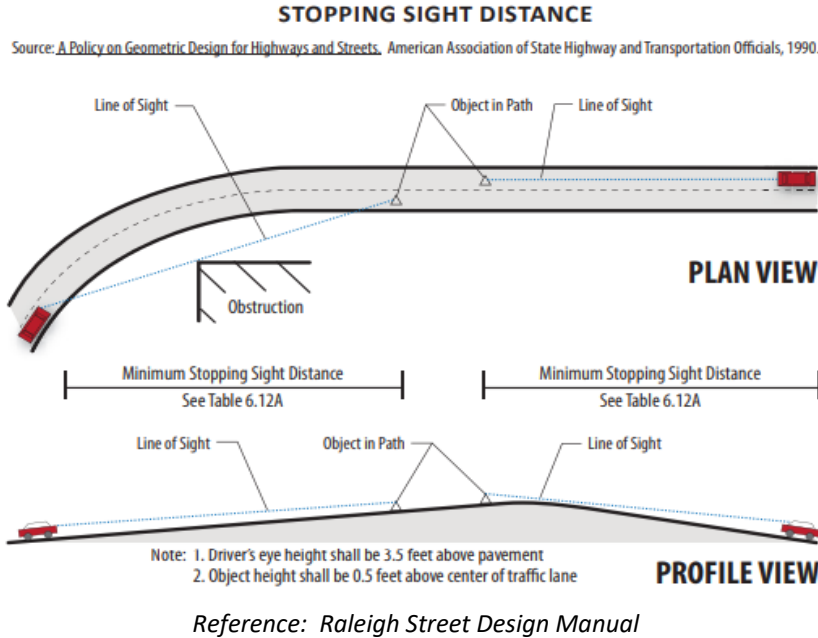 STOPPING SIGHT DISTANCE
Source: A Policy on Geometric Design for Highways and Streets, American Association of State Highway and Transportation Officials, 1990.
Line of Sight
Object in Path
Line of Sight
PLAN VIEW
Obstruction
Minimum Stopping Sight Distance
See Table 6.12A
Minimum Stopping Sight Distance
See Table 6.12A
Line of Sight
Object in Path
Line of Sight
Note: 1. Driver's eye height shall be 3.5 feet above pavement
2. Object height shall be 0.5 feet above center of traffic lane
PROFILE VIEW
Reference: Raleigh Street Design Manual